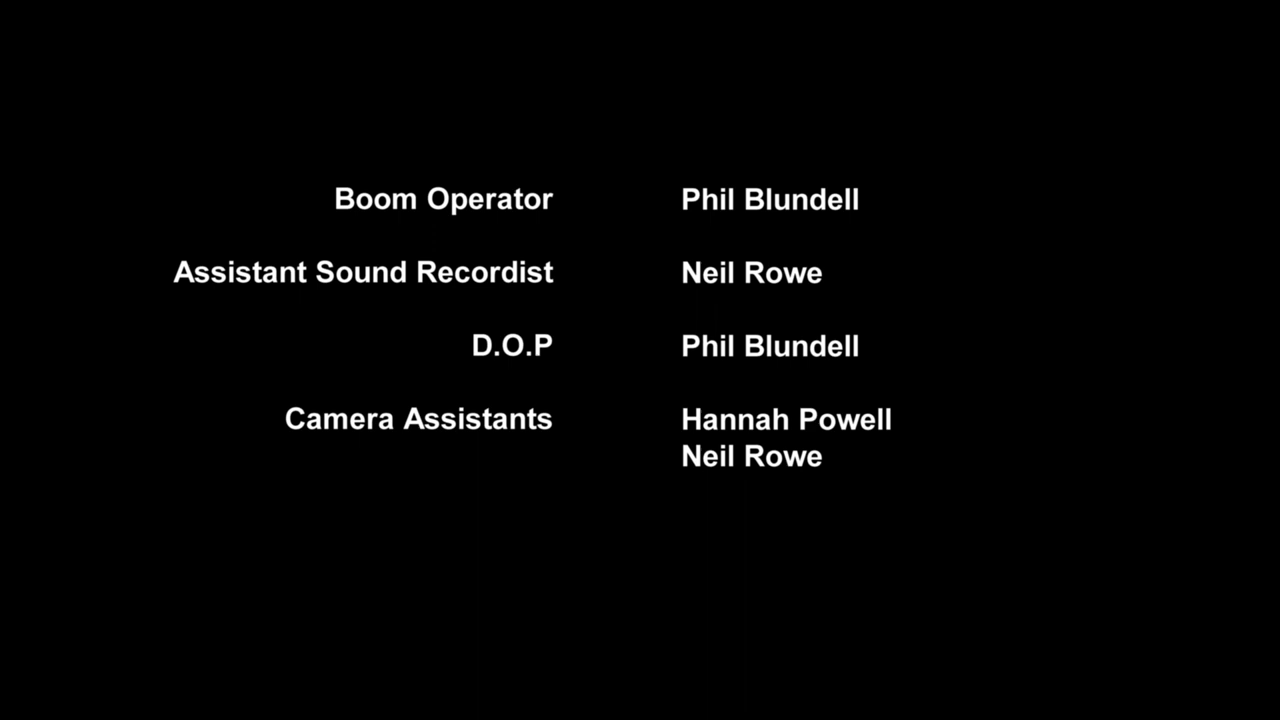 Boom Operator Phil Blundell
Assistant Sound Recordist Neil Rowe
D.O.P Phil Blundell
Camera Assistants Hannah Powell
Neil Rowe